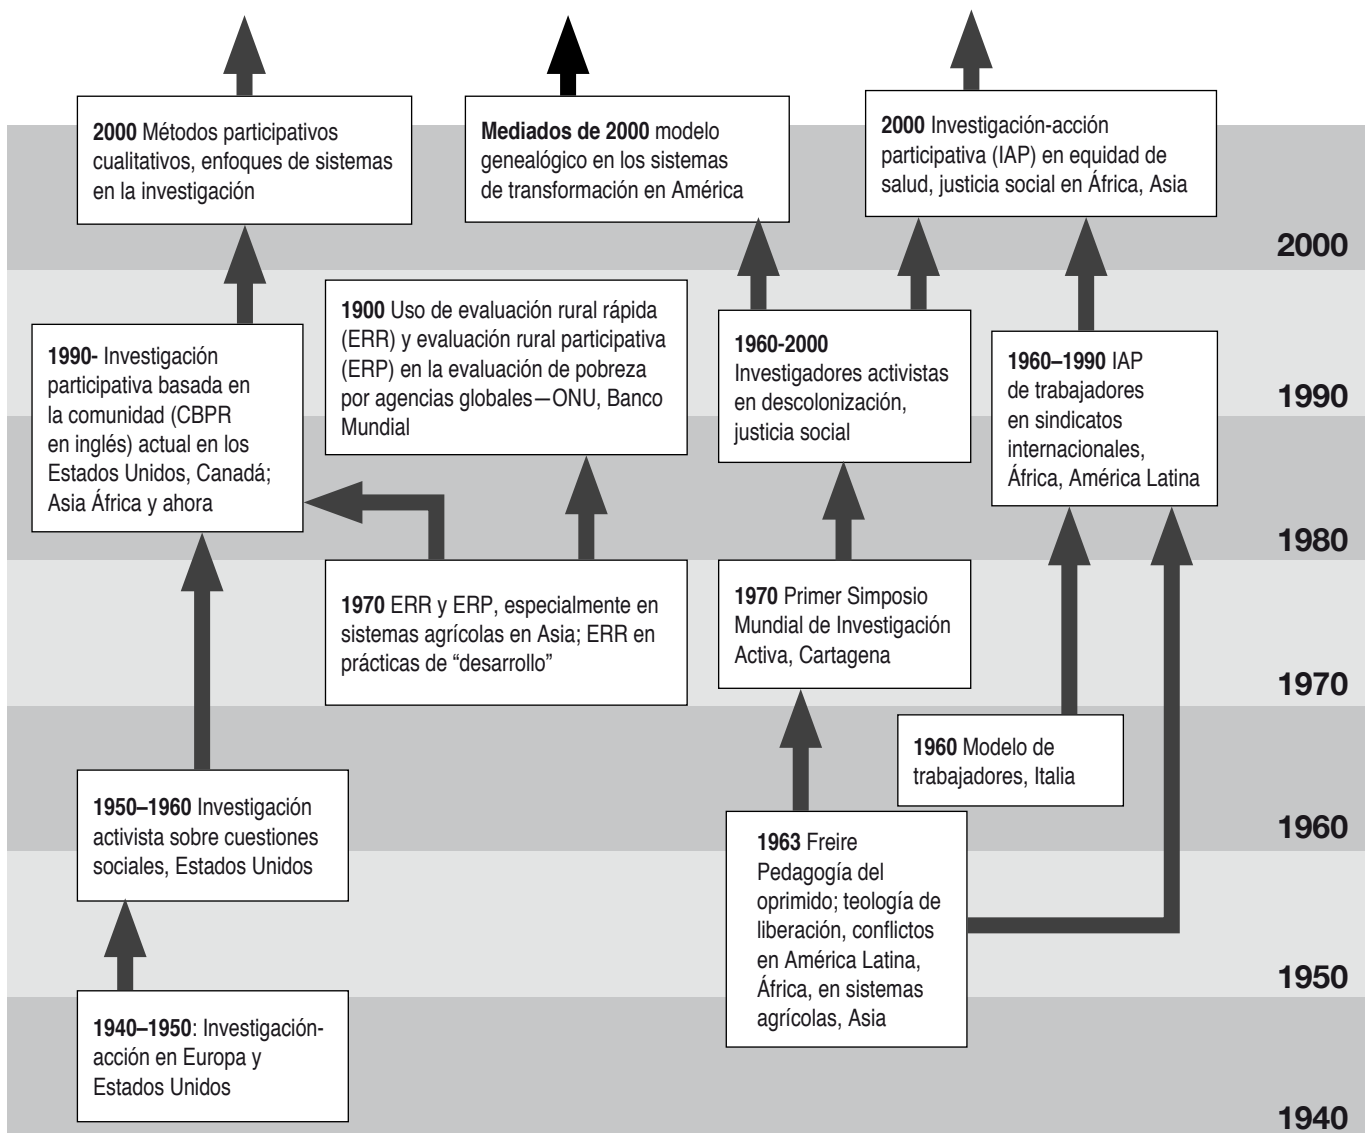 2000 Métodos participativos
cualitativos, enfoques de sistemas
en la investigación
Mediados de 2000 modelo
genealógico en los sistemas
de transformación en América
2000 Investigación-acción
participativa (IAP) en equidad de
salud, justicia social en África, Asia
2000
1990- Investigación
participativa basada en
la comunidad (CBPR
en inglés) actual en los
Estados Unidos, Canadá;
Asia África y ahora
1900 Uso de evaluación rural rápida
(ERR) y evaluación rural participativa
(ERP) en la evaluación de pobreza
por agencias globales—ONU, Banco
Mundial
1960-2000
Investigadores activistas
en descolonización,
justicia social
1960–1990 IAP
de trabajadores
en sindicatos
internacionales,
África, América Latina
1990
1980
1970 ERR y ERP, especialmente en
sistemas agrícolas en Asia; ERR en
prácticas de “desarrollo”
1970 Primer Simposio
Mundial de Investigación
Activa, Cartagena
1970
1960 Modelo de
trabajadores, Italia
1950–1960 Investigación
activista sobre cuestiones
sociales, Estados Unidos
1963 Freire
Pedagogía del
oprimido; teología de
liberación, conflictos
en América Latina,
África, en sistemas
agrícolas, Asia
1960
1950
1940–1950: Investigación-
acción en Europa y
Estados Unidos
1940